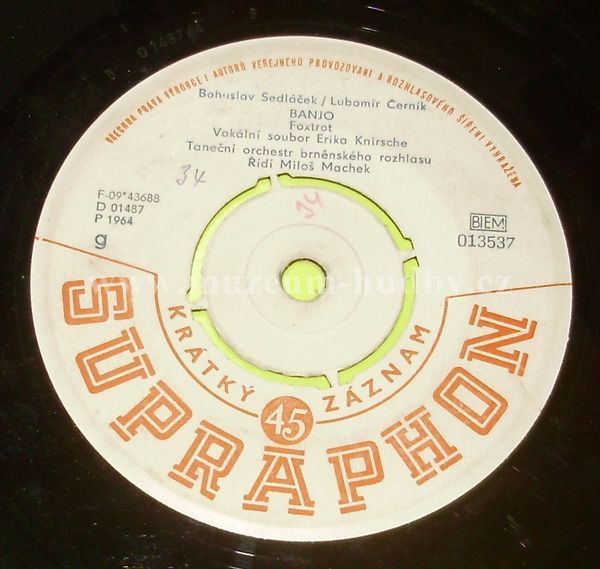 D 01487 A
VŠECHNA PRÁVA VÝROBCE I AUTORŮ VEŘEJNÉHO PROVOZOVÁNÍ A ROZHLASOVÉHO ŠÍŘENÍ VYHRAZENA
Bohuslav Sedláček / Lubomír Černík
BANJO
Foxtrot
Vokální soubor Erika Knirsche
Taneční orchestr brněnského rozhlasu
Řídí Miloš Machek
34
34
F-09*43688
D 01487
P 1964
g
BIEM
013537
www.muzeum-hudby.cz
KRÁTKÝ 45 ZÁZNAM
SUPRAPHON